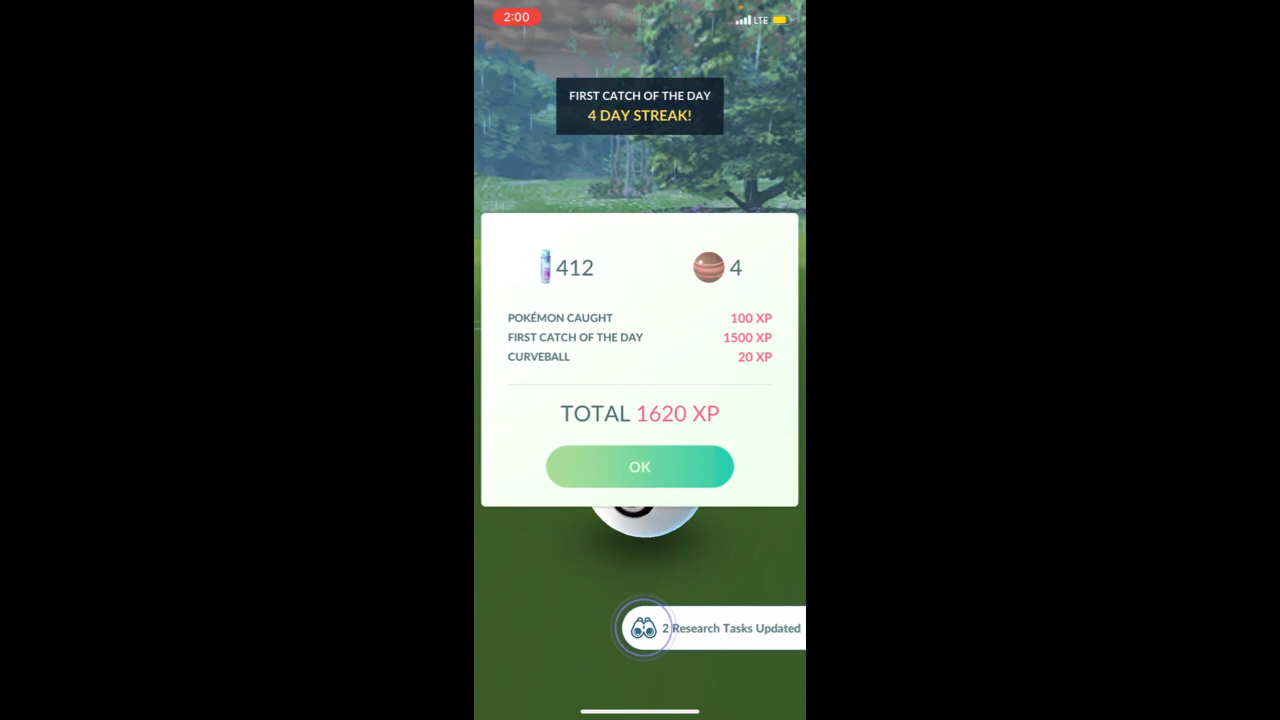 2:00
LTE
FIRST CATCH OF THE DAY
4 DAY STREAK!
412
4
POKÉMON CAUGHT 100 XP
FIRST CATCH OF THE DAY 1500 XP
CURVEBALL 20 XP
TOTAL 1620 XP
OK
2 Research Tasks Updated